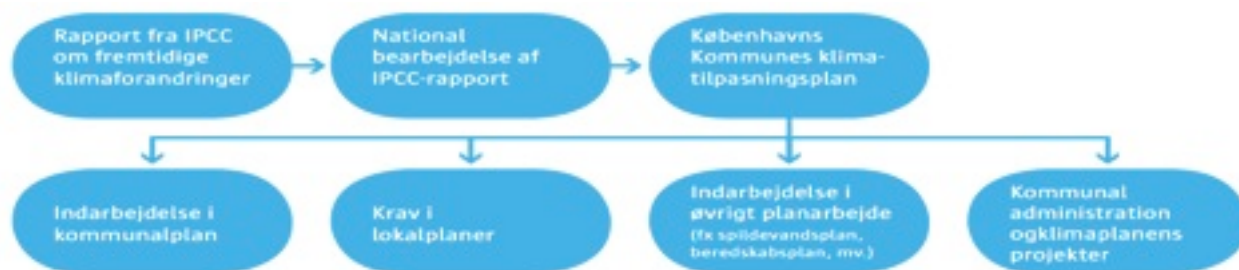 Rapport fra IPCC
om fremtidige
klimaforandringer
National
bearbejdelse af
IPCC-rapport
Københavns
Kommunes klima-
tilpasningsplan
Indarbejdelse i
kommunalplan
Krav i
lokalplaner
Indarbejdelse i
øvrigt planarbejde
(fx spildevandsplan,
beredskabsplan, mv.)
Kommunal
administration
ogklimaplanens
projekter